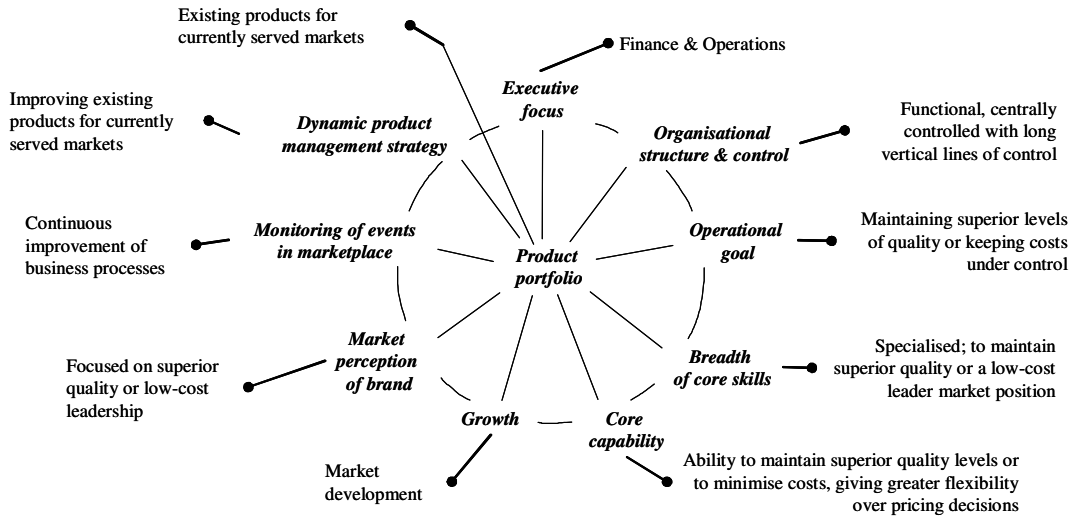 Existing products for
currently served markets
Finance & Operations
Executive
focus
Improving existing
products for currently
served markets
Dynamic product
management strategy
Organisational
structure & control
Functional, centrally
controlled with long
vertical lines of control
Continuous
improvement of
business processes
Monitoring of events
in marketplace
Product
portfolio
Operational
goal
Maintaining superior levels
of quality or keeping costs
under control
Focused on superior
quality or low-cost
leadership
Market
perception
of brand
Breadth
of core skills
Specialised; to maintain
superior quality or a low-cost
leader market position
Growth
Core
capability
Market
development
Ability to maintain superior quality levels or
to minimise costs, giving greater flexibility
over pricing decisions